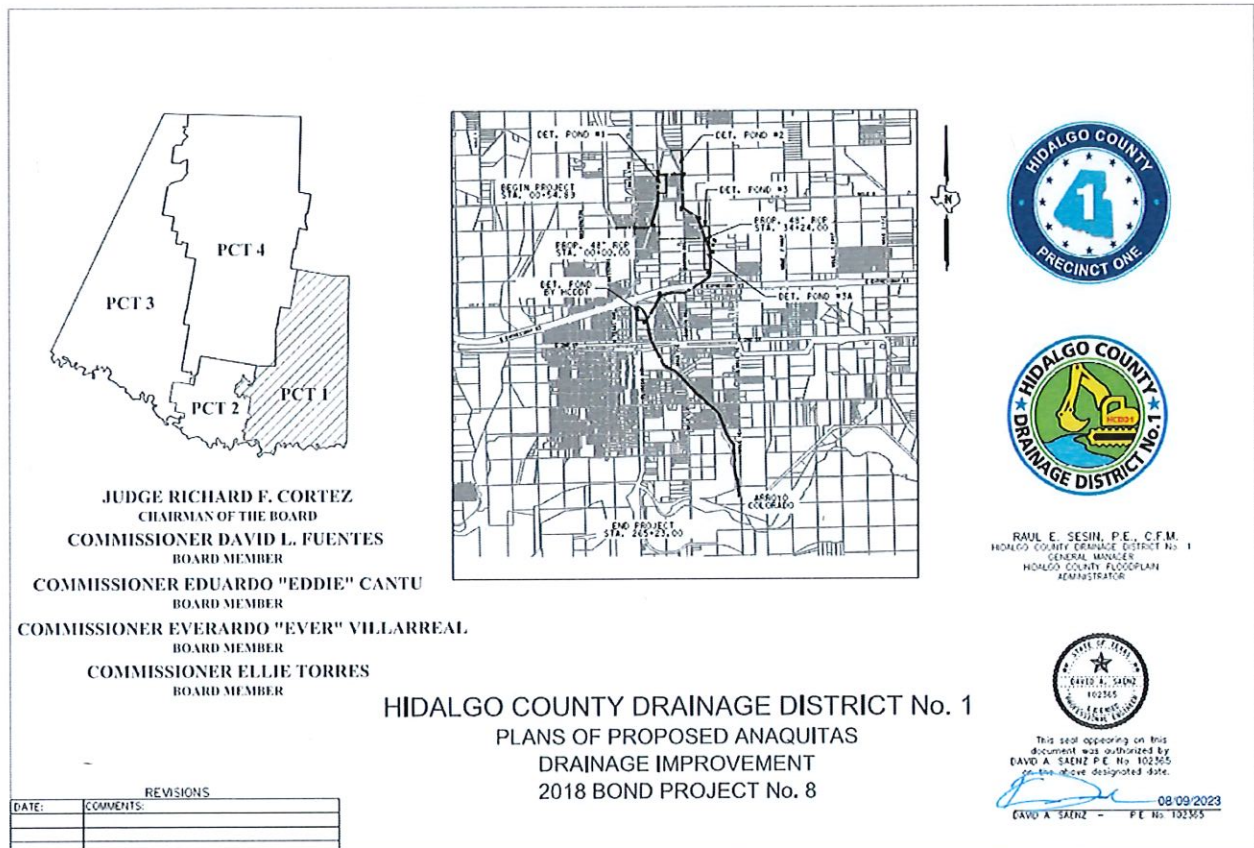 PCT 4
PCT 3
PCT 2
PCT 1
JUDGE RICHARD F. CORTEZ
CHAIRMAN OF THE BOARD
COMMISSIONER DAVID L. FUENTES
BOARD MEMBER
COMMISSIONER EDUARDO "EDDIE" CANTU
BOARD MEMBER
COMMISSIONER EVERARDO "EVER" VILLARREAL
BOARD MEMBER
COMMISSIONER ELLIE TORRES
BOARD MEMBER
DET. POND #1
DET. POND #2
BEGIN PROJECT
STA. 00+54.83
DET. POND #3
PROP. 48" RCP
STA. 34+24.00
PROP. 48" RCP
STA. 00+00.00
DET. POND
BY HCDD1
DET. POND #3A
ARROYO
COLORADO
END PROJECT
STA. 265+23.00
N
HIDALGO COUNTY
1
PRECINCT ONE
HIDALGO COUNTY
HCDD1
DRAINAGE DISTRICT No.1
RAUL E. SESIN, P.E., C.F.M.
HIDALGO COUNTY DRAINAGE DISTRICT No. 1
GENERAL MANAGER
HIDALGO COUNTY FLOODPLAIN
ADMINISTRATOR
STATE OF TEXAS
DAVID A. SAENZ
102365
LICENSED
PROFESSIONAL ENGINEER
This seal appearing on this
document was authorized by
DAVID A. SAENZ P.E. No. 102365
on the above designated date.
08/09/2023
DAVID A. SAENZ - P.E. No. 102365
HIDALGO COUNTY DRAINAGE DISTRICT No. 1
PLANS OF PROPOSED ANAQUITAS
DRAINAGE IMPROVEMENT
2018 BOND PROJECT No. 8
REVISIONS
DATE: COMMENTS: